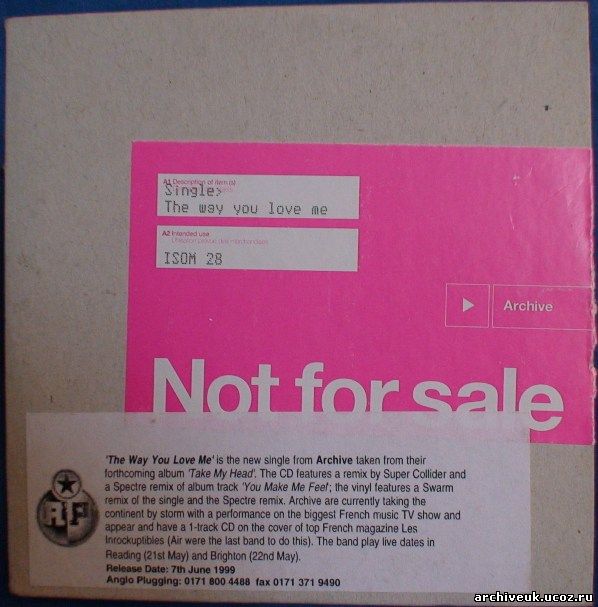 A1 Description of item(s)
Single>
The way you love me
A2 Intended use
ISOM 28
Archive
Not for sale
'The Way You Love Me' is the new single from Archive taken from their
forthcoming album 'Take My Head'. The CD features a remix by Super Collider and
a Spectre remix of album track 'You Make Me Feel'; the vinyl features a Swarm
remix of the single and the Spectre remix. Archive are currently taking the
continent by storm with a performance on the biggest French music TV show and
appear and have a 1-track CD on the cover of top French magazine Les
Inrockuptibles (Air were the last band to do this). The band play live dates in
Reading (21st May) and Brighton (22nd May).
Release Date: 7th June 1999
Anglo Plugging: 0171 800 4488 fax 0171 371 9490
AP
archiveuk.ucoz.ru